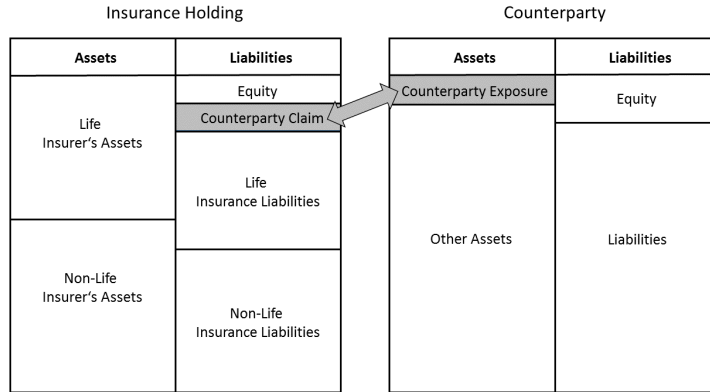 Insurance Holding
Counterparty
Assets
Liabilities
Assets
Liabilities
Equity
Counterparty Claim
Counterparty Exposure
Equity
Life
Insurer‘s Assets
Life
Insurance Liabilities
Other Assets
Liabilities
Non-Life
Insurer‘s Assets
Non-Life
Insurance Liabilities